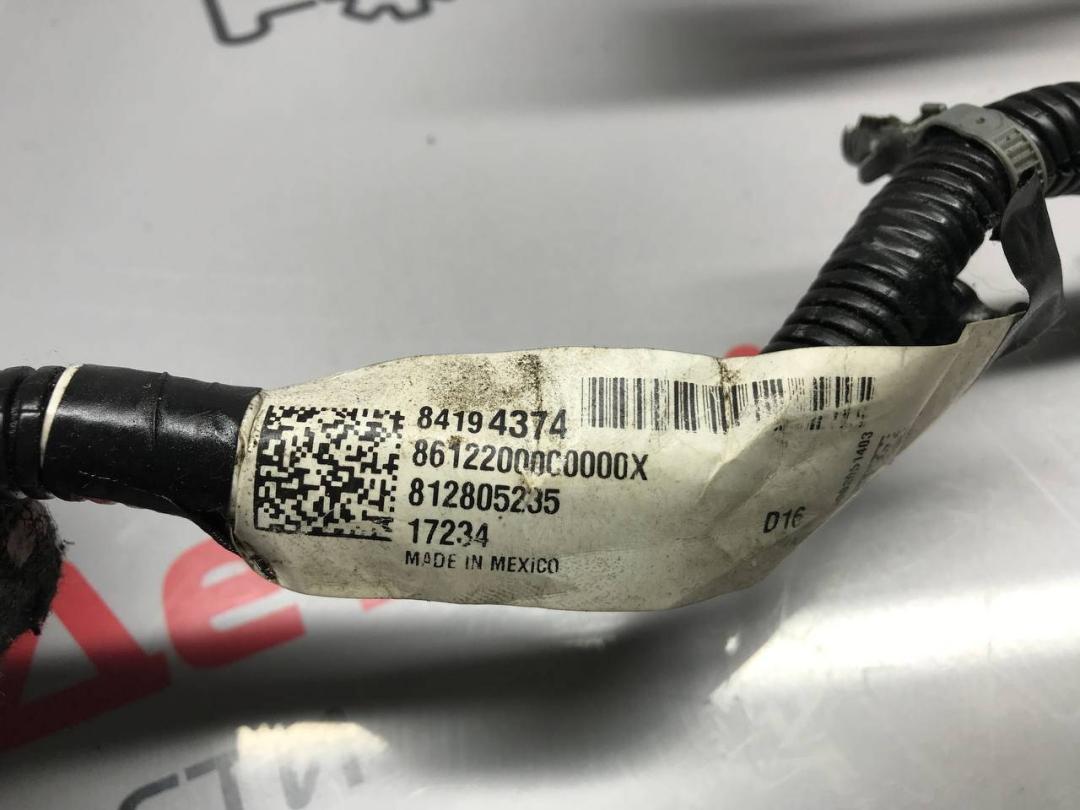 84194374
86122000C0000X
812805235
17234
MADE IN MEXICO
D16